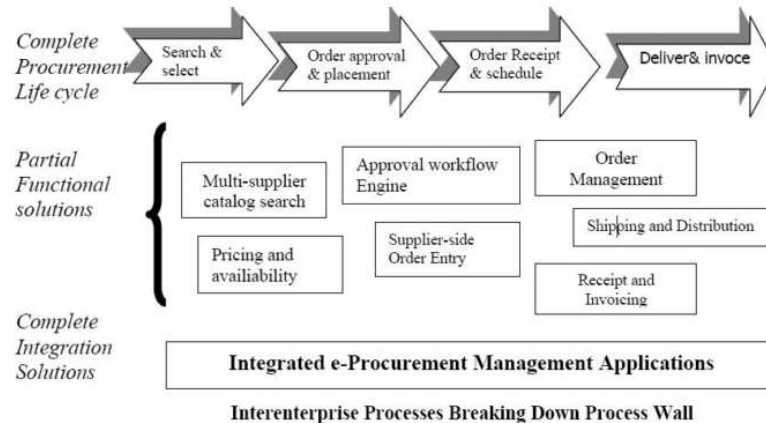 Complete
Procurement
Life cycle
Search &
select
Order approval
& placement
Order Receipt
& schedule
Deliver& invoce
Partial
Functional
solutions
Multi-supplier
catalog search
Approval workflow
Engine
Order
Management
Pricing and
availiability
Supplier-side
Order Entry
Shipping and Distribution
Receipt and
Invoicing
Complete
Integration
Solutions
Integrated e-Procurement Management Applications
Interenterprise Processes Breaking Down Process Wall